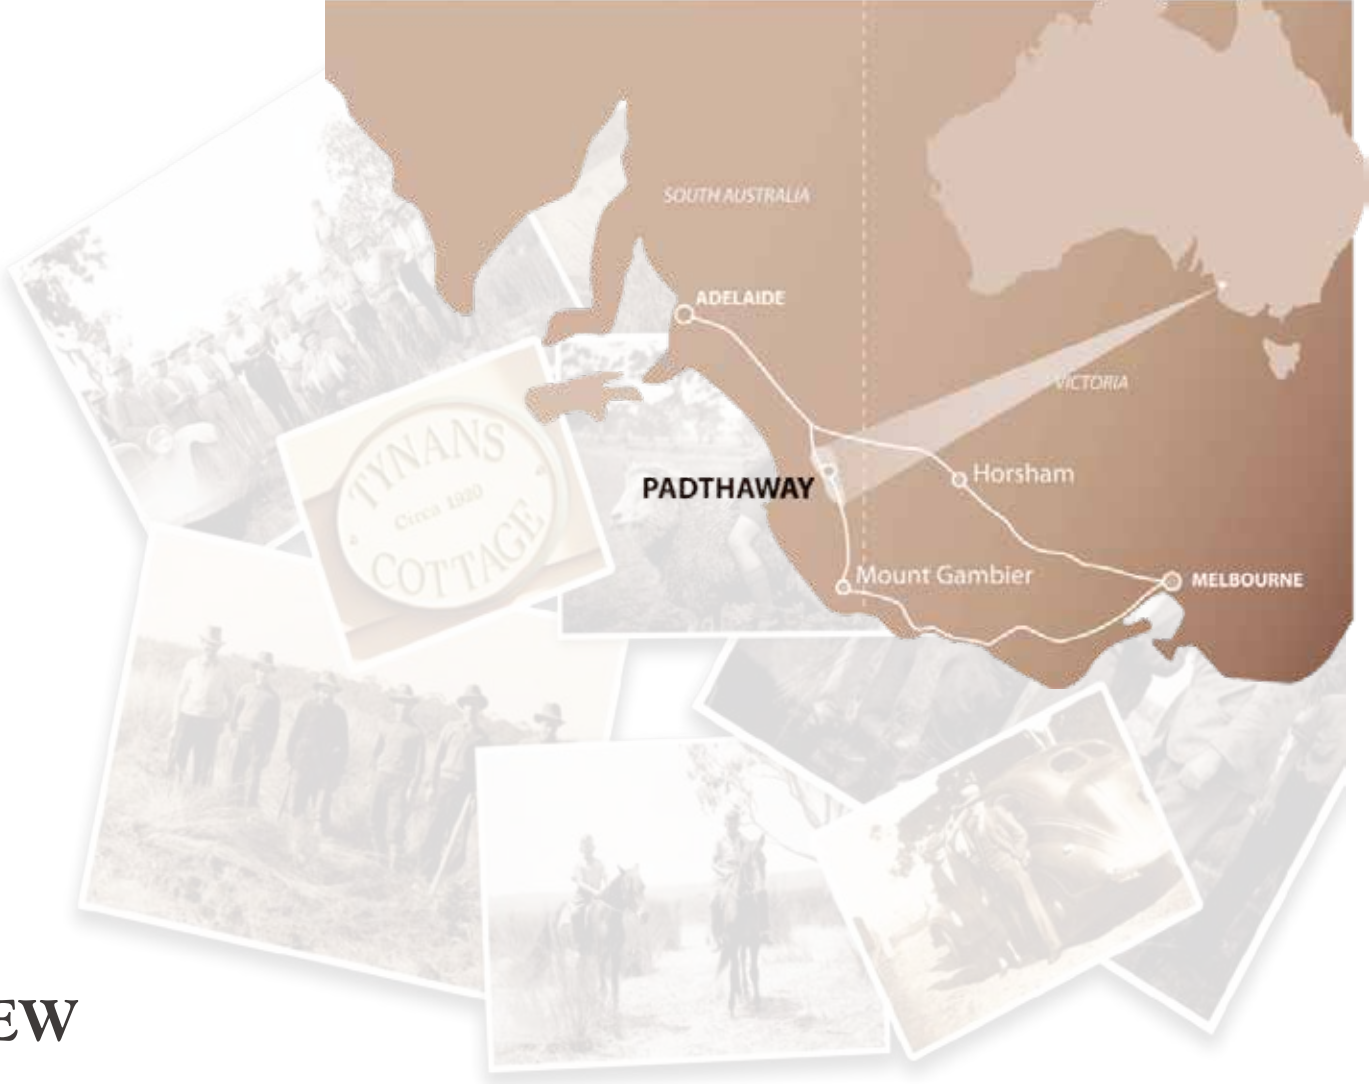 SOUTH AUSTRALIA
ADELAIDE
VICTORIA
TYNANS
Circa 1920
COTTAGE
PADTHAWAY
Horsham
Mount Gambier
MELBOURNE
EW